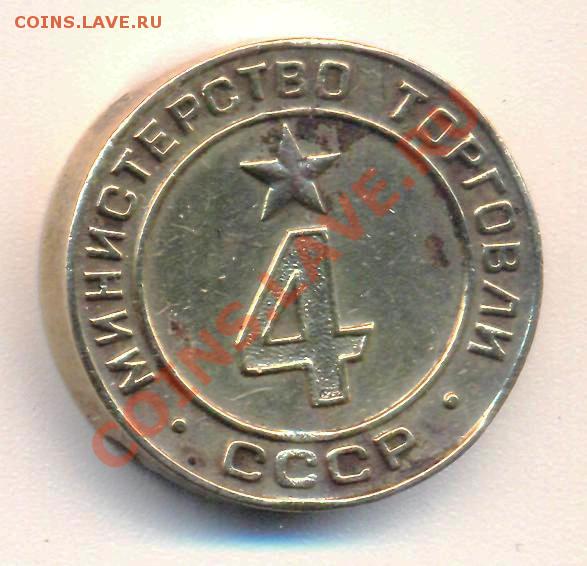 COINS.LAVE.RU
МИНИСТЕРСТВО ТОРГОВЛИ
4
• СССР •
COINS.LAVE.RU